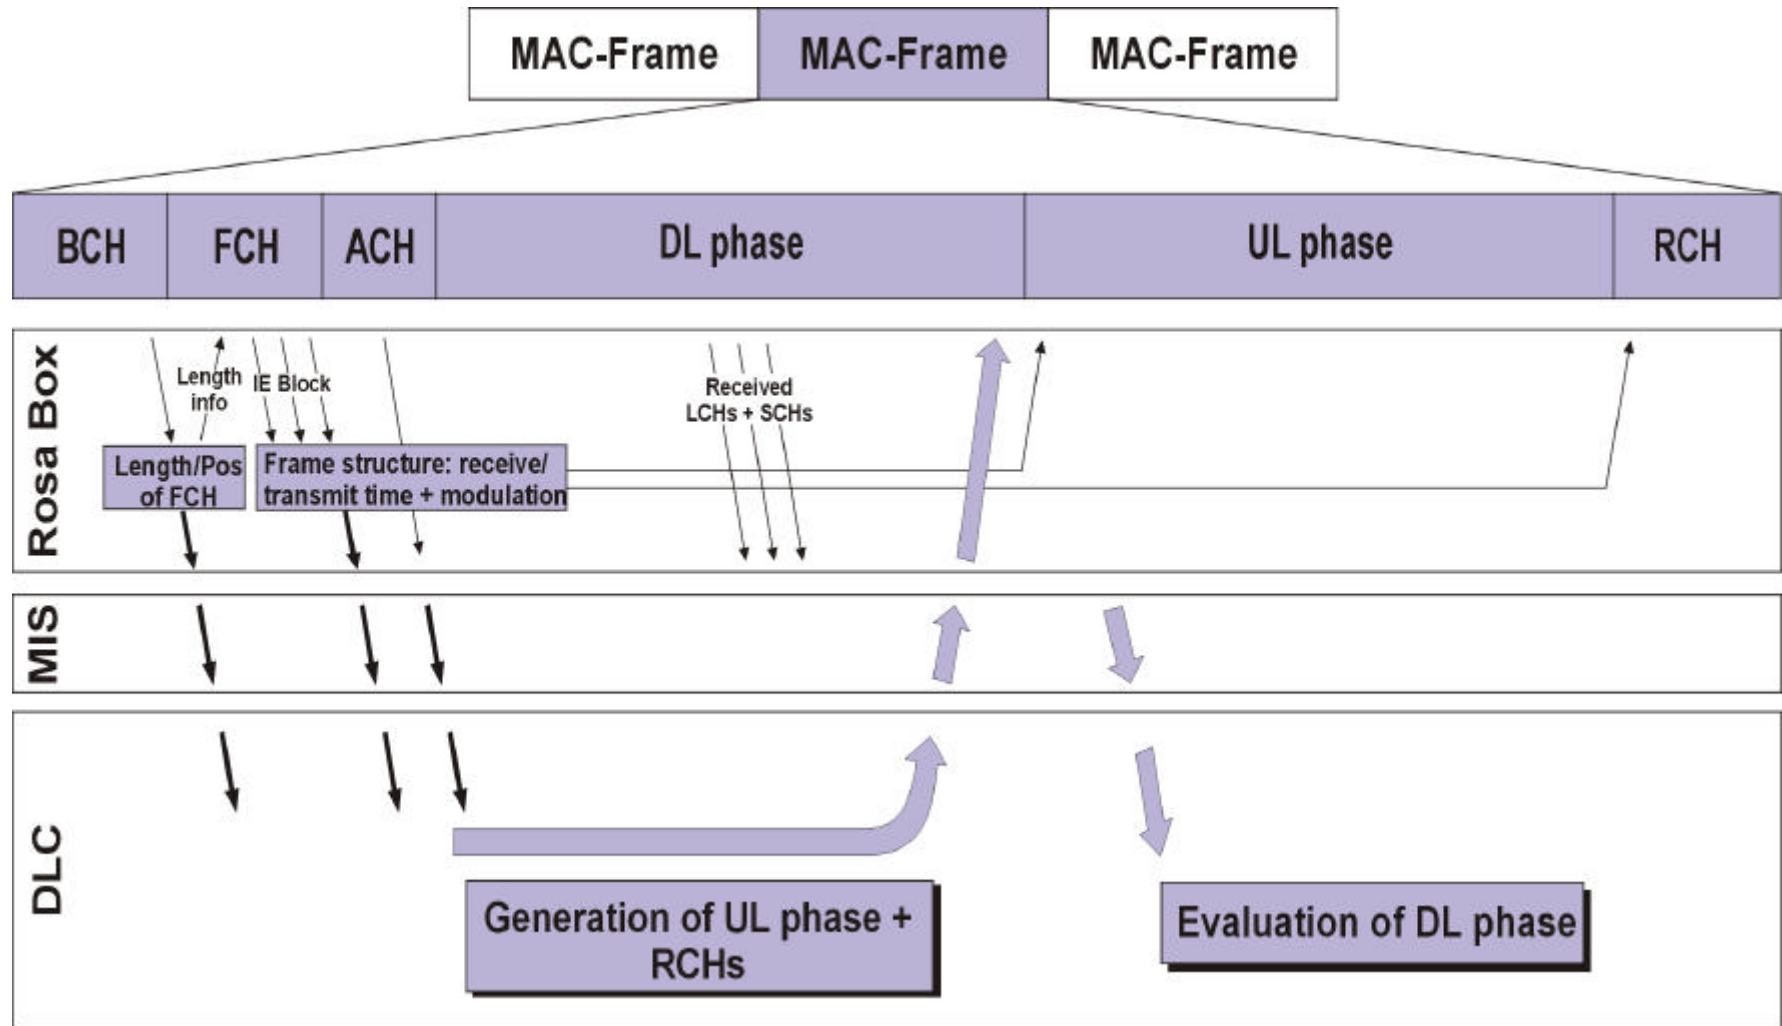 MAC-Frame
MAC-Frame
MAC-Frame
BCH
FCH
ACH
DL phase
UL phase
RCH
Rosa Box
Length
info
IE Block
Received
LCHs + SCHs
Length/Pos
of FCH
Frame structure: receive/
transmit time + modulation
MIS
DLC
Generation of UL phase +
RCHs
Evaluation of DL phase